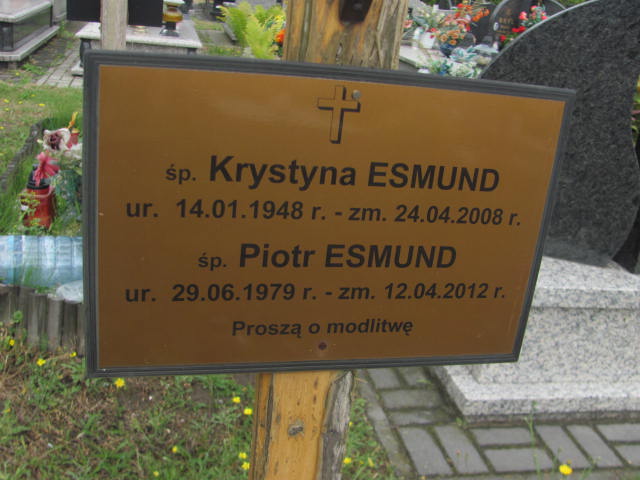 śp. Krystyna ESMUND
ur. 14.01.1948 r. - zm. 24.04.2008 r.
śp. Piotr ESMUND
ur. 29.06.1979 r. - zm. 12.04.2012 r.
Proszą o modlitwę